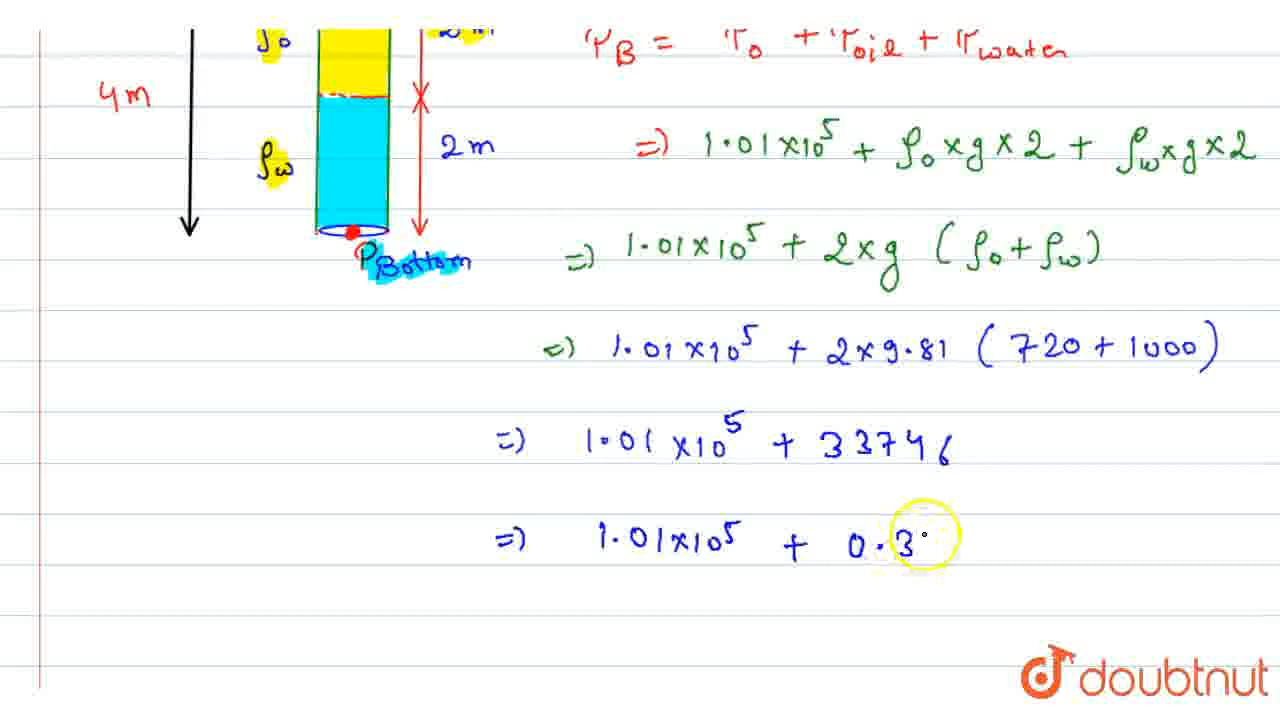 ρ₀
P_B = P₀ + P_oil + P_water
4m
ρ_w
2m
=) 1.01×10⁵ + ρ₀×g×2 + ρ_w×g×2
P_Bottom
=) 1.01×10⁵ + 2×g (ρ₀+ρ_w)
=) 1.01×10⁵ + 2×9.81 (720+1000)
=) 1.01×10⁵ + 33746
=) 1.01×10⁵ + 0.3
doubtnut